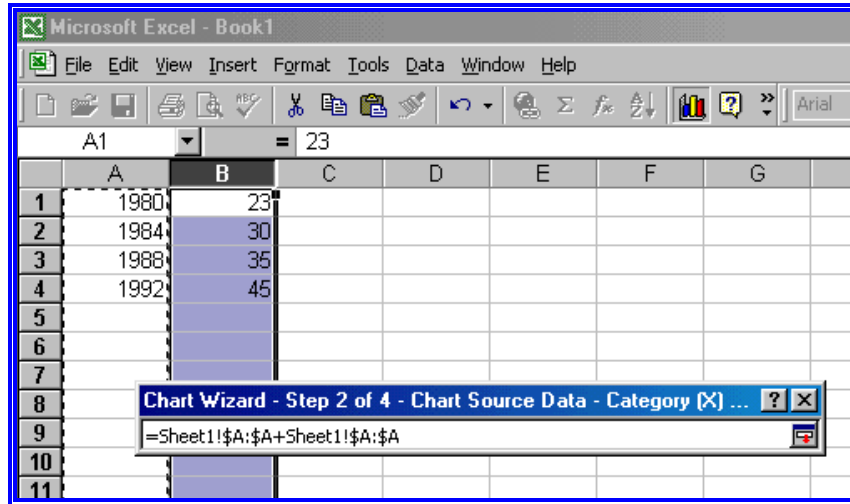 Microsoft Excel - Book1
File Edit View Insert Format Tools Data Window Help
ABC Σ fx A Z ? » Arial
A1 = 23
A B C D E F G
1 1980 23
2 1984 30
3 1988 35
4 1992 45
5
6
7
8 Chart Wizard - Step 2 of 4 - Chart Source Data - Category (X) ... ? ×
9 =Sheet1!$A:$A+Sheet1!$A:$A
10
11